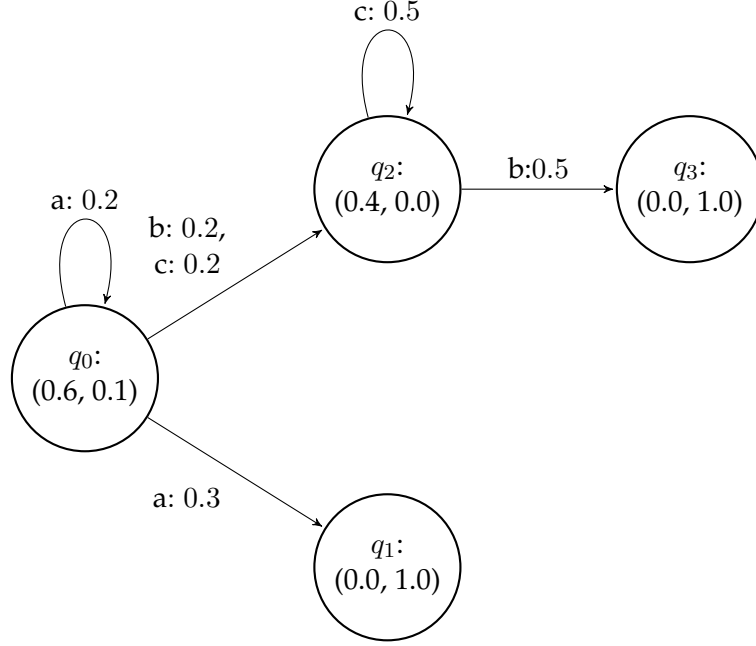 c: 0.5
q₂:
(0.4, 0.0)
b:0.5
q₃:
(0.0, 1.0)
a: 0.2
b: 0.2,
c: 0.2
q₀:
(0.6, 0.1)
a: 0.3
q₁:
(0.0, 1.0)